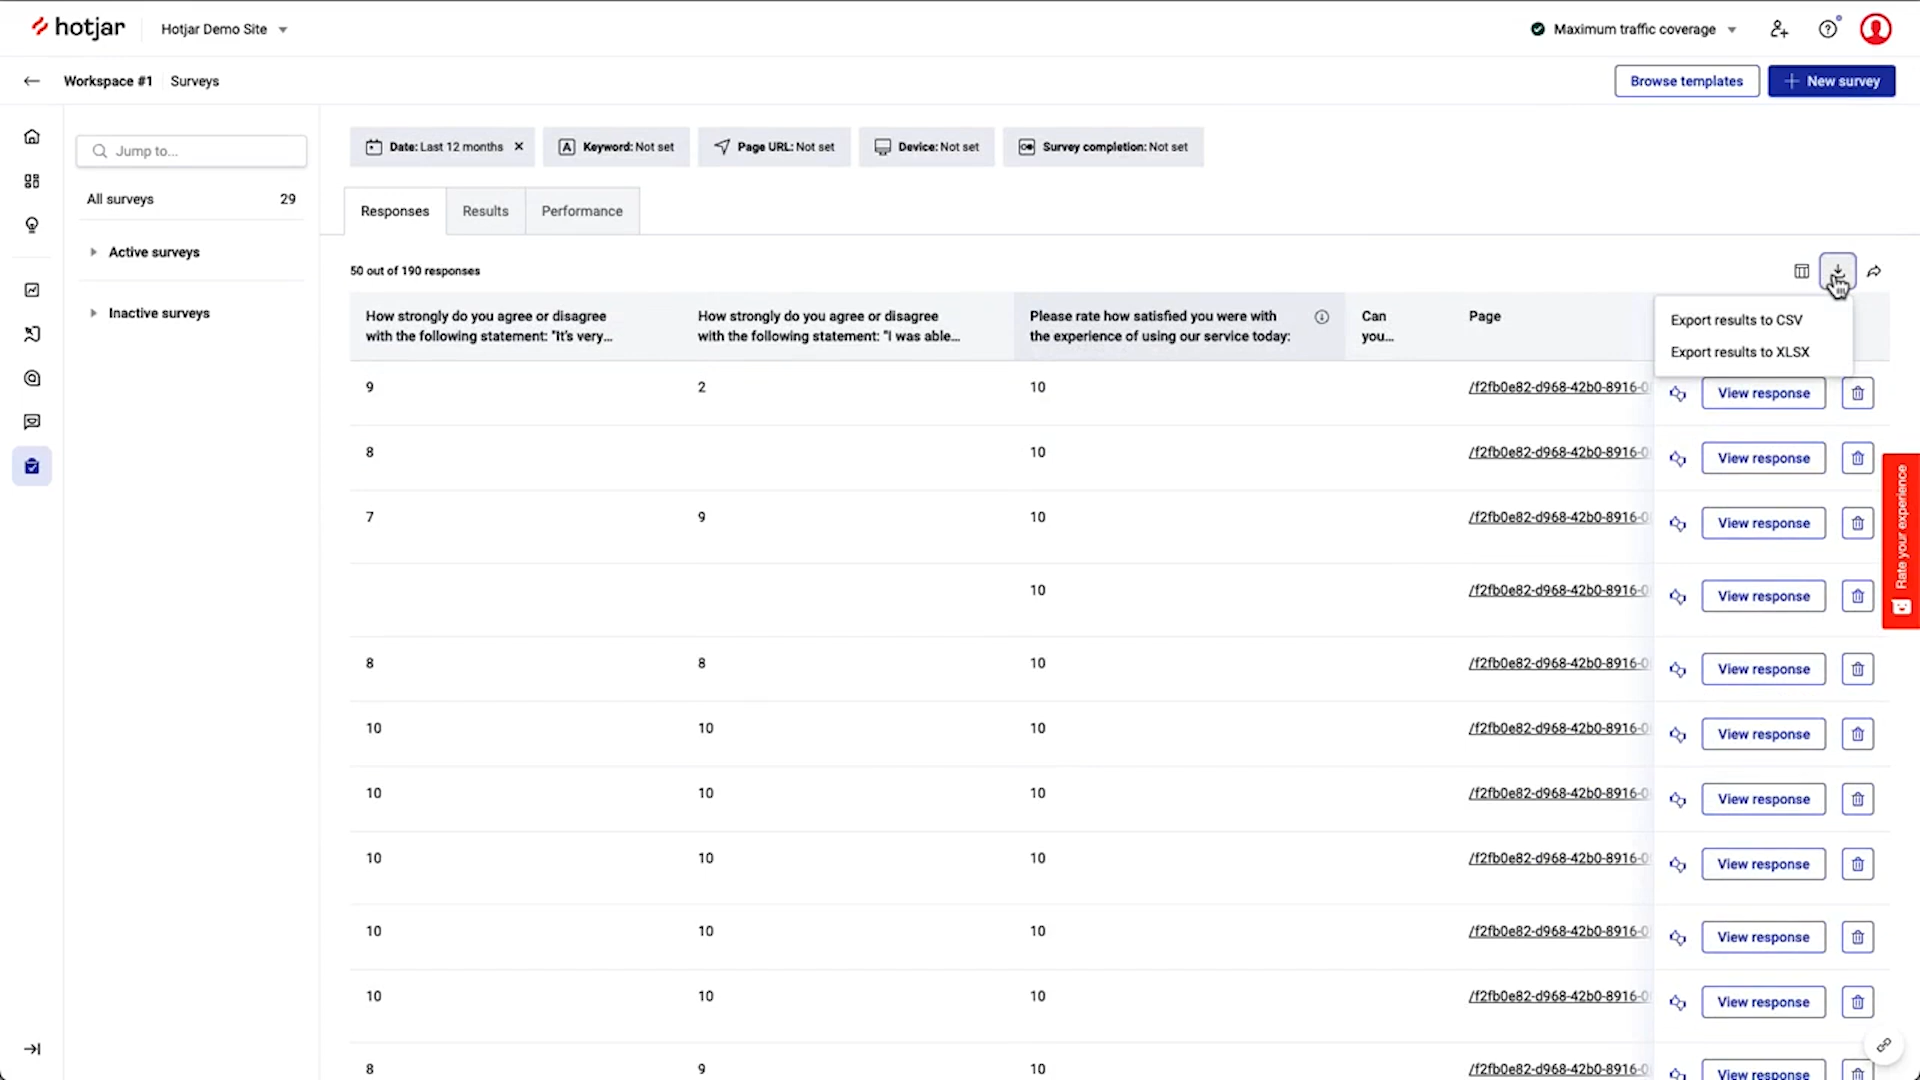 hotjar
Hotjar Demo Site
Maximum traffic coverage
Workspace #1
Surveys
Browse templates
New survey
Jump to...
All surveys
29
Active surveys
Inactive surveys
Date: Last 12 months
Keyword: Not set
Page URL: Not set
Device: Not set
Survey completion: Not set
Responses
Results
Performance
50 out of 190 responses
How strongly do you agree or disagree
with the following statement: "It's very...
How strongly do you agree or disagree
with the following statement: "I was able...
Please rate how satisfied you were with
the experience of using our service today:
Can
you...
Page
Export results to CSV
Export results to XLSX
9
2
10
/f2fb0e82-d968-42b0-8916-0
View response
8
10
/f2fb0e82-d968-42b0-8916-0
View response
7
9
10
/f2fb0e82-d968-42b0-8916-0
View response
10
/f2fb0e82-d968-42b0-8916-0
View response
8
8
10
/f2fb0e82-d968-42b0-8916-0
View response
10
10
10
/f2fb0e82-d968-42b0-8916-0
View response
10
10
10
/f2fb0e82-d968-42b0-8916-0
View response
10
10
10
/f2fb0e82-d968-42b0-8916-0
View response
10
10
10
/f2fb0e82-d968-42b0-8916-0
View response
10
10
10
/f2fb0e82-d968-42b0-8916-0
View response
8
9
10
/f2fb0e82-d968-42b0-8916-0
View response
Rate your experience